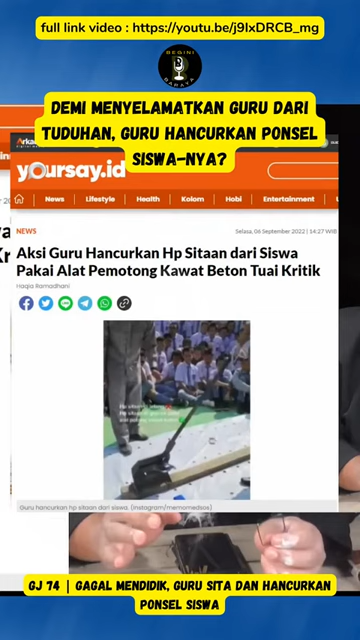 full link video : https://youtu.be/j9IxDRCB_mg
BEGINI
BARAYA
DEMI MENYELAMATKAN GURU DARI
TUDUHAN, GURU HANCURKAN PONSEL
SISWA-NYA?
yoursay.id
News Lifestyle Health Kolom Hobi Entertainment
NEWS
Selasa, 06 September 2022 | 14:27 WIB
Aksi Guru Hancurkan Hp Sitaan dari Siswa
Pakai Alat Pemotong Kawat Beton Tuai Kritik
Haqia Ramadhani
Guru hancurkan hp sitaan dari siswa. (Instagram/memomedsos)
GJ 74 | GAGAL MENDIDIK, GURU SITA DAN HANCURKAN
PONSEL SISWA